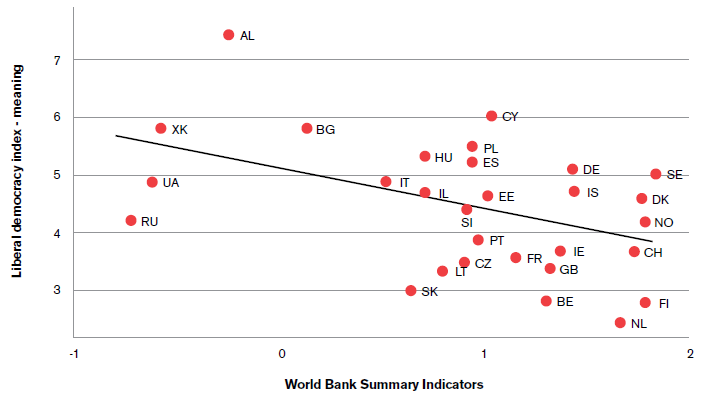 Liberal democracy index - meaning
7
6
5
4
3
AL
CY
XK
BG
PL
HU
ES
DE
SE
UA
IT
IL
EE
IS
DK
RU
SI
NO
PT
IE
CH
LT
CZ
FR
GB
SK
BE
FI
NL
-1
0
1
2
World Bank Summary Indicators